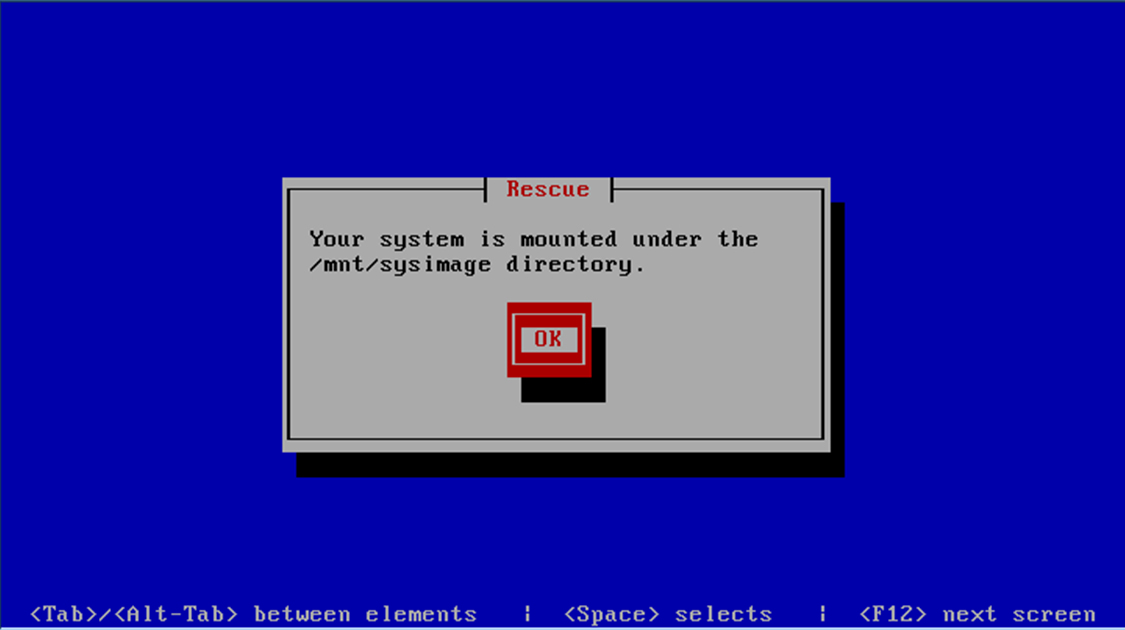 Rescue
Your system is mounted under the
/mnt/sysimage directory.
OK
<Tab>/<Alt-Tab> between elements | <Space> selects | <F12> next screen